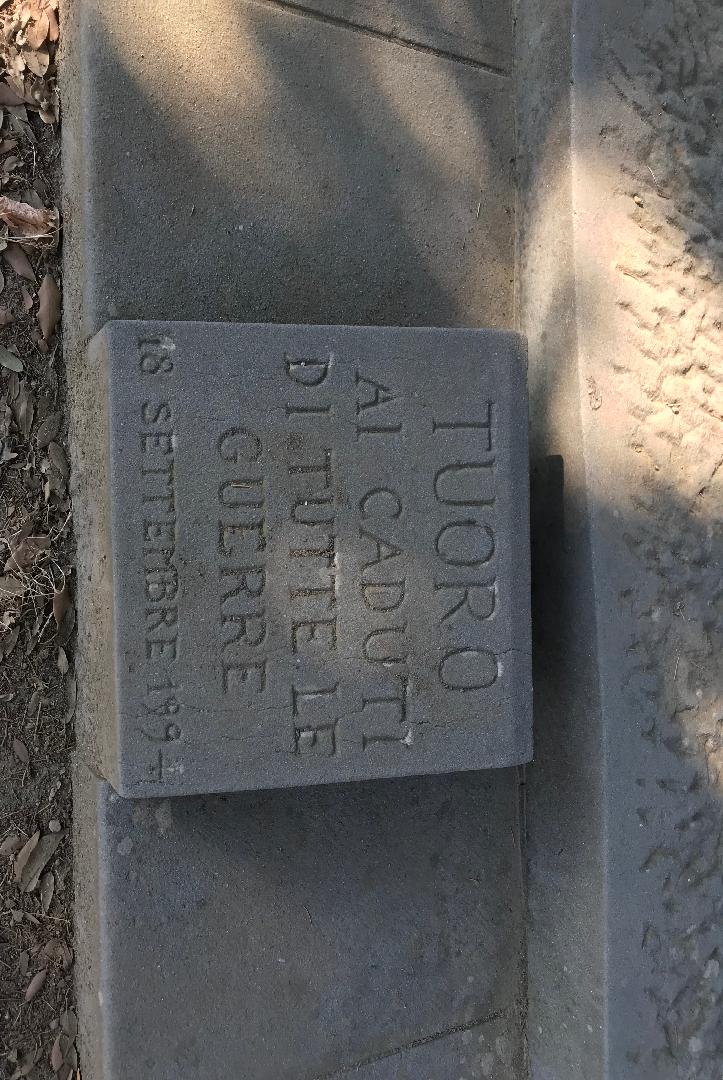 TUORO
AI CADUTI
DI TUTTE LE
GUERRE
18 SETTEMBRE 1994